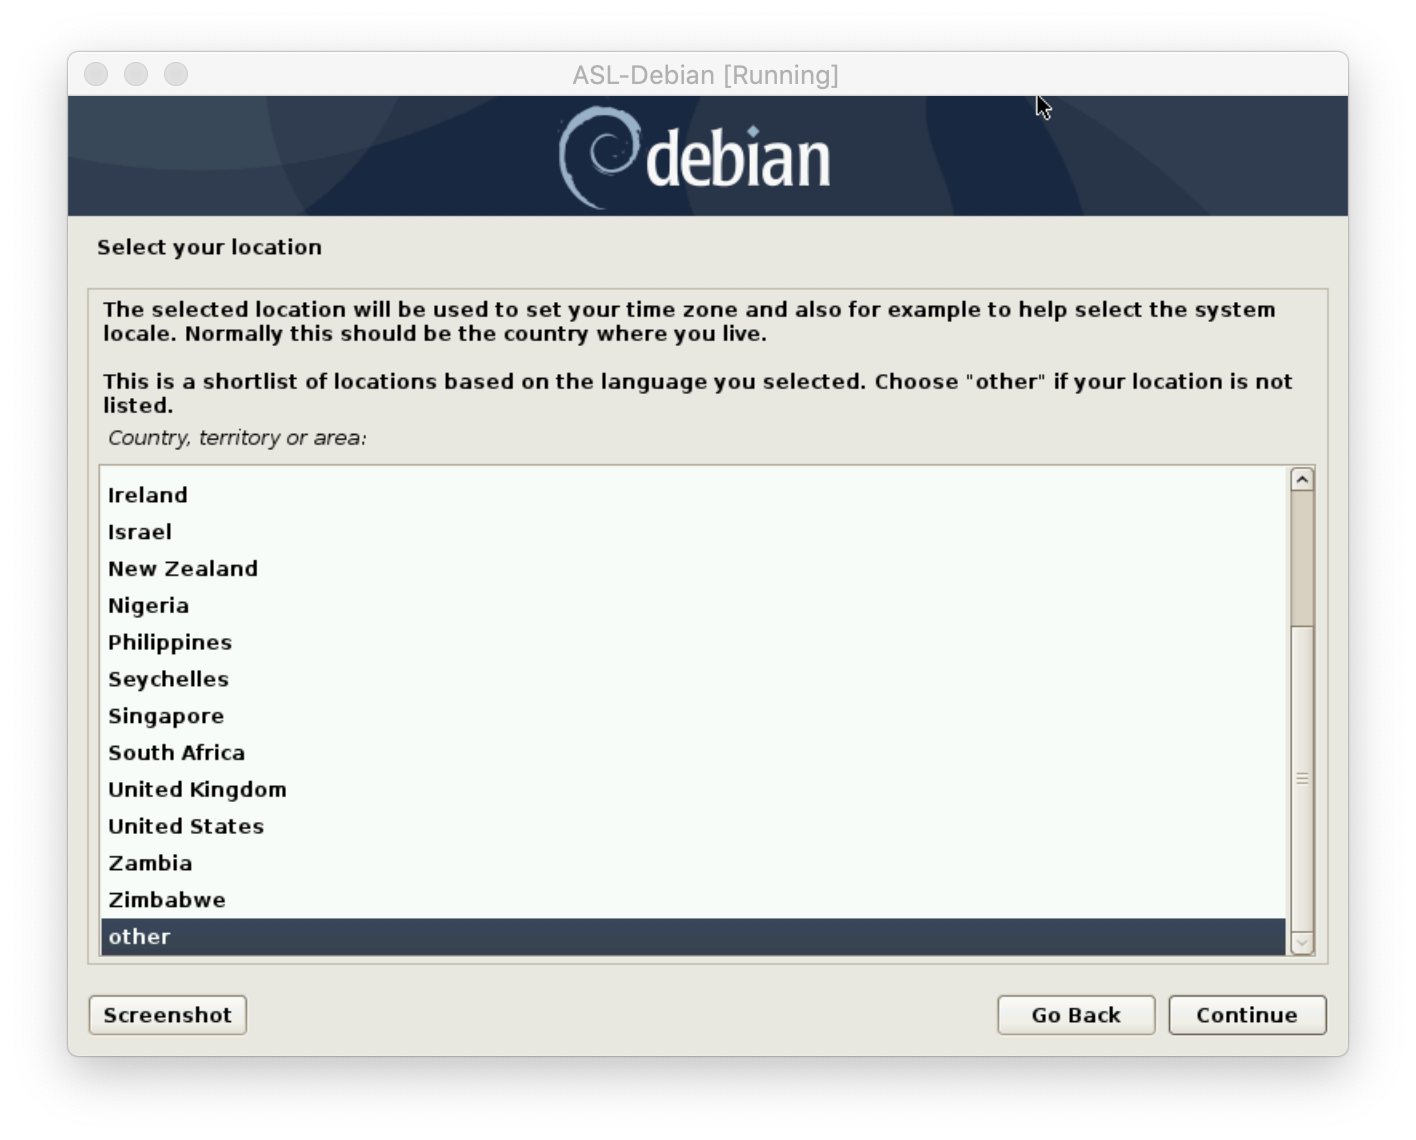 ASL-Debian [Running]
debian
Select your location
The selected location will be used to set your time zone and also for example to help select the system
locale. Normally this should be the country where you live.
This is a shortlist of locations based on the language you selected. Choose "other" if your location is not
listed.
Country, territory or area:
Ireland
Israel
New Zealand
Nigeria
Philippines
Seychelles
Singapore
South Africa
United Kingdom
United States
Zambia
Zimbabwe
other
Screenshot
Go Back
Continue